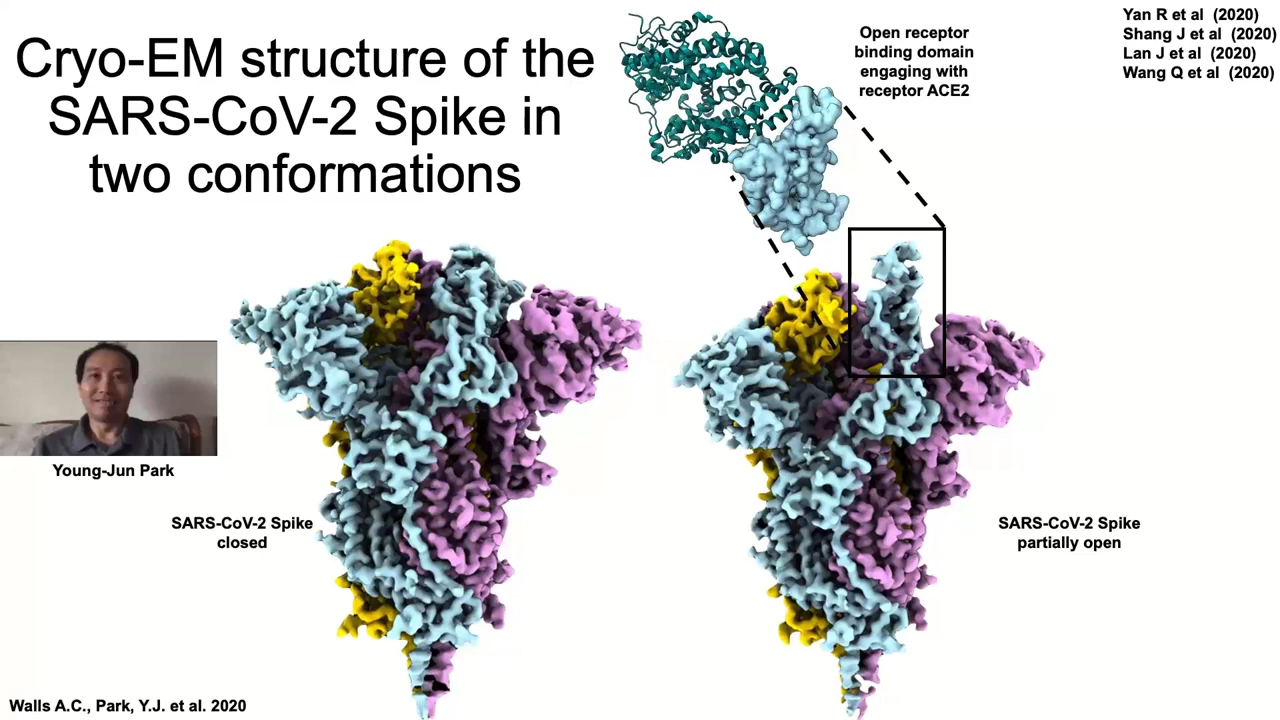 Cryo-EM structure of the
SARS-CoV-2 Spike in
two conformations
Open receptor
binding domain
engaging with
receptor ACE2
Yan R et al  (2020)
Shang J et al  (2020)
Lan J et al  (2020)
Wang Q et al  (2020)
Young-Jun Park
SARS-CoV-2 Spike
closed
SARS-CoV-2 Spike
partially open
Walls A.C., Park, Y.J. et al. 2020